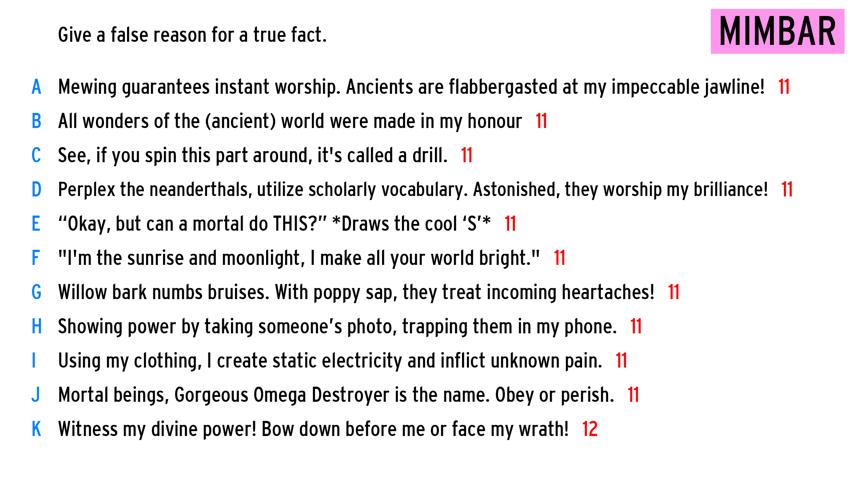 Give a false reason for a true fact.
MIMBAR
A Mewing guarantees instant worship. Ancients are flabbergasted at my impeccable jawline! 11
B All wonders of the (ancient) world were made in my honour 11
C See, if you spin this part around, it's called a drill. 11
D Perplex the neanderthals, utilize scholarly vocabulary. Astonished, they worship my brilliance! 11
E “Okay, but can a mortal do THIS?” *Draws the cool ‘S’* 11
F "I'm the sunrise and moonlight, I make all your world bright." 11
G Willow bark numbs bruises. With poppy sap, they treat incoming heartaches! 11
H Showing power by taking someone’s photo, trapping them in my phone. 11
I Using my clothing, I create static electricity and inflict unknown pain. 11
J Mortal beings, Gorgeous Omega Destroyer is the name. Obey or perish. 11
K Witness my divine power! Bow down before me or face my wrath! 12